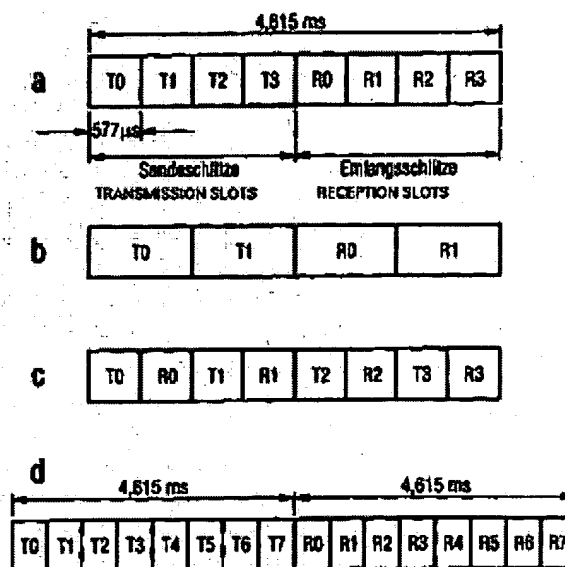 4,615 ms
a
T0 T1 T2 T3 R0 R1 R2 R3
577µs
Sendeschlitze Emfangsschlitze
TRANSMISSION SLOTS RECEPTION SLOTS
b
T0 T1 R0 R1
c
T0 R0 T1 R1 T2 R2 T3 R3
d
4,615 ms 4,615 ms
T0 T1 T2 T3 T4 T5 T6 T7 R0 R1 R2 R3 R4 R5 R6 R7